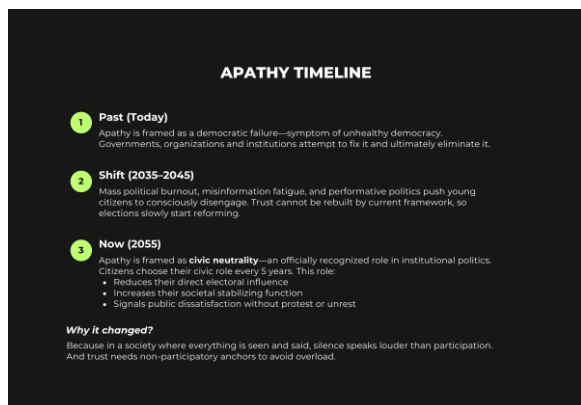 APATHY TIMELINE
1
Past (Today)
Apathy is framed as a democratic failure—symptom of unhealthy democracy.
Governments, organizations and institutions attempt to fix it and ultimately eliminate it.
2
Shift (2035–2045)
Mass political burnout, misinformation fatigue, and performative politics push young
citizens to consciously disengage. Trust cannot be rebuilt by current framework, so
elections slowly start reforming.
3
Now (2055)
Apathy is framed as civic neutrality—an officially recognized role in institutional politics.
Citizens choose their civic role every 5 years. This role:
• Reduces their direct electoral influence
• Increases their societal stabilizing function
• Signals public dissatisfaction without protest or unrest
Why it changed?
Because in a society where everything is seen and said, silence speaks louder than participation.
And trust needs non-participatory anchors to avoid overload.